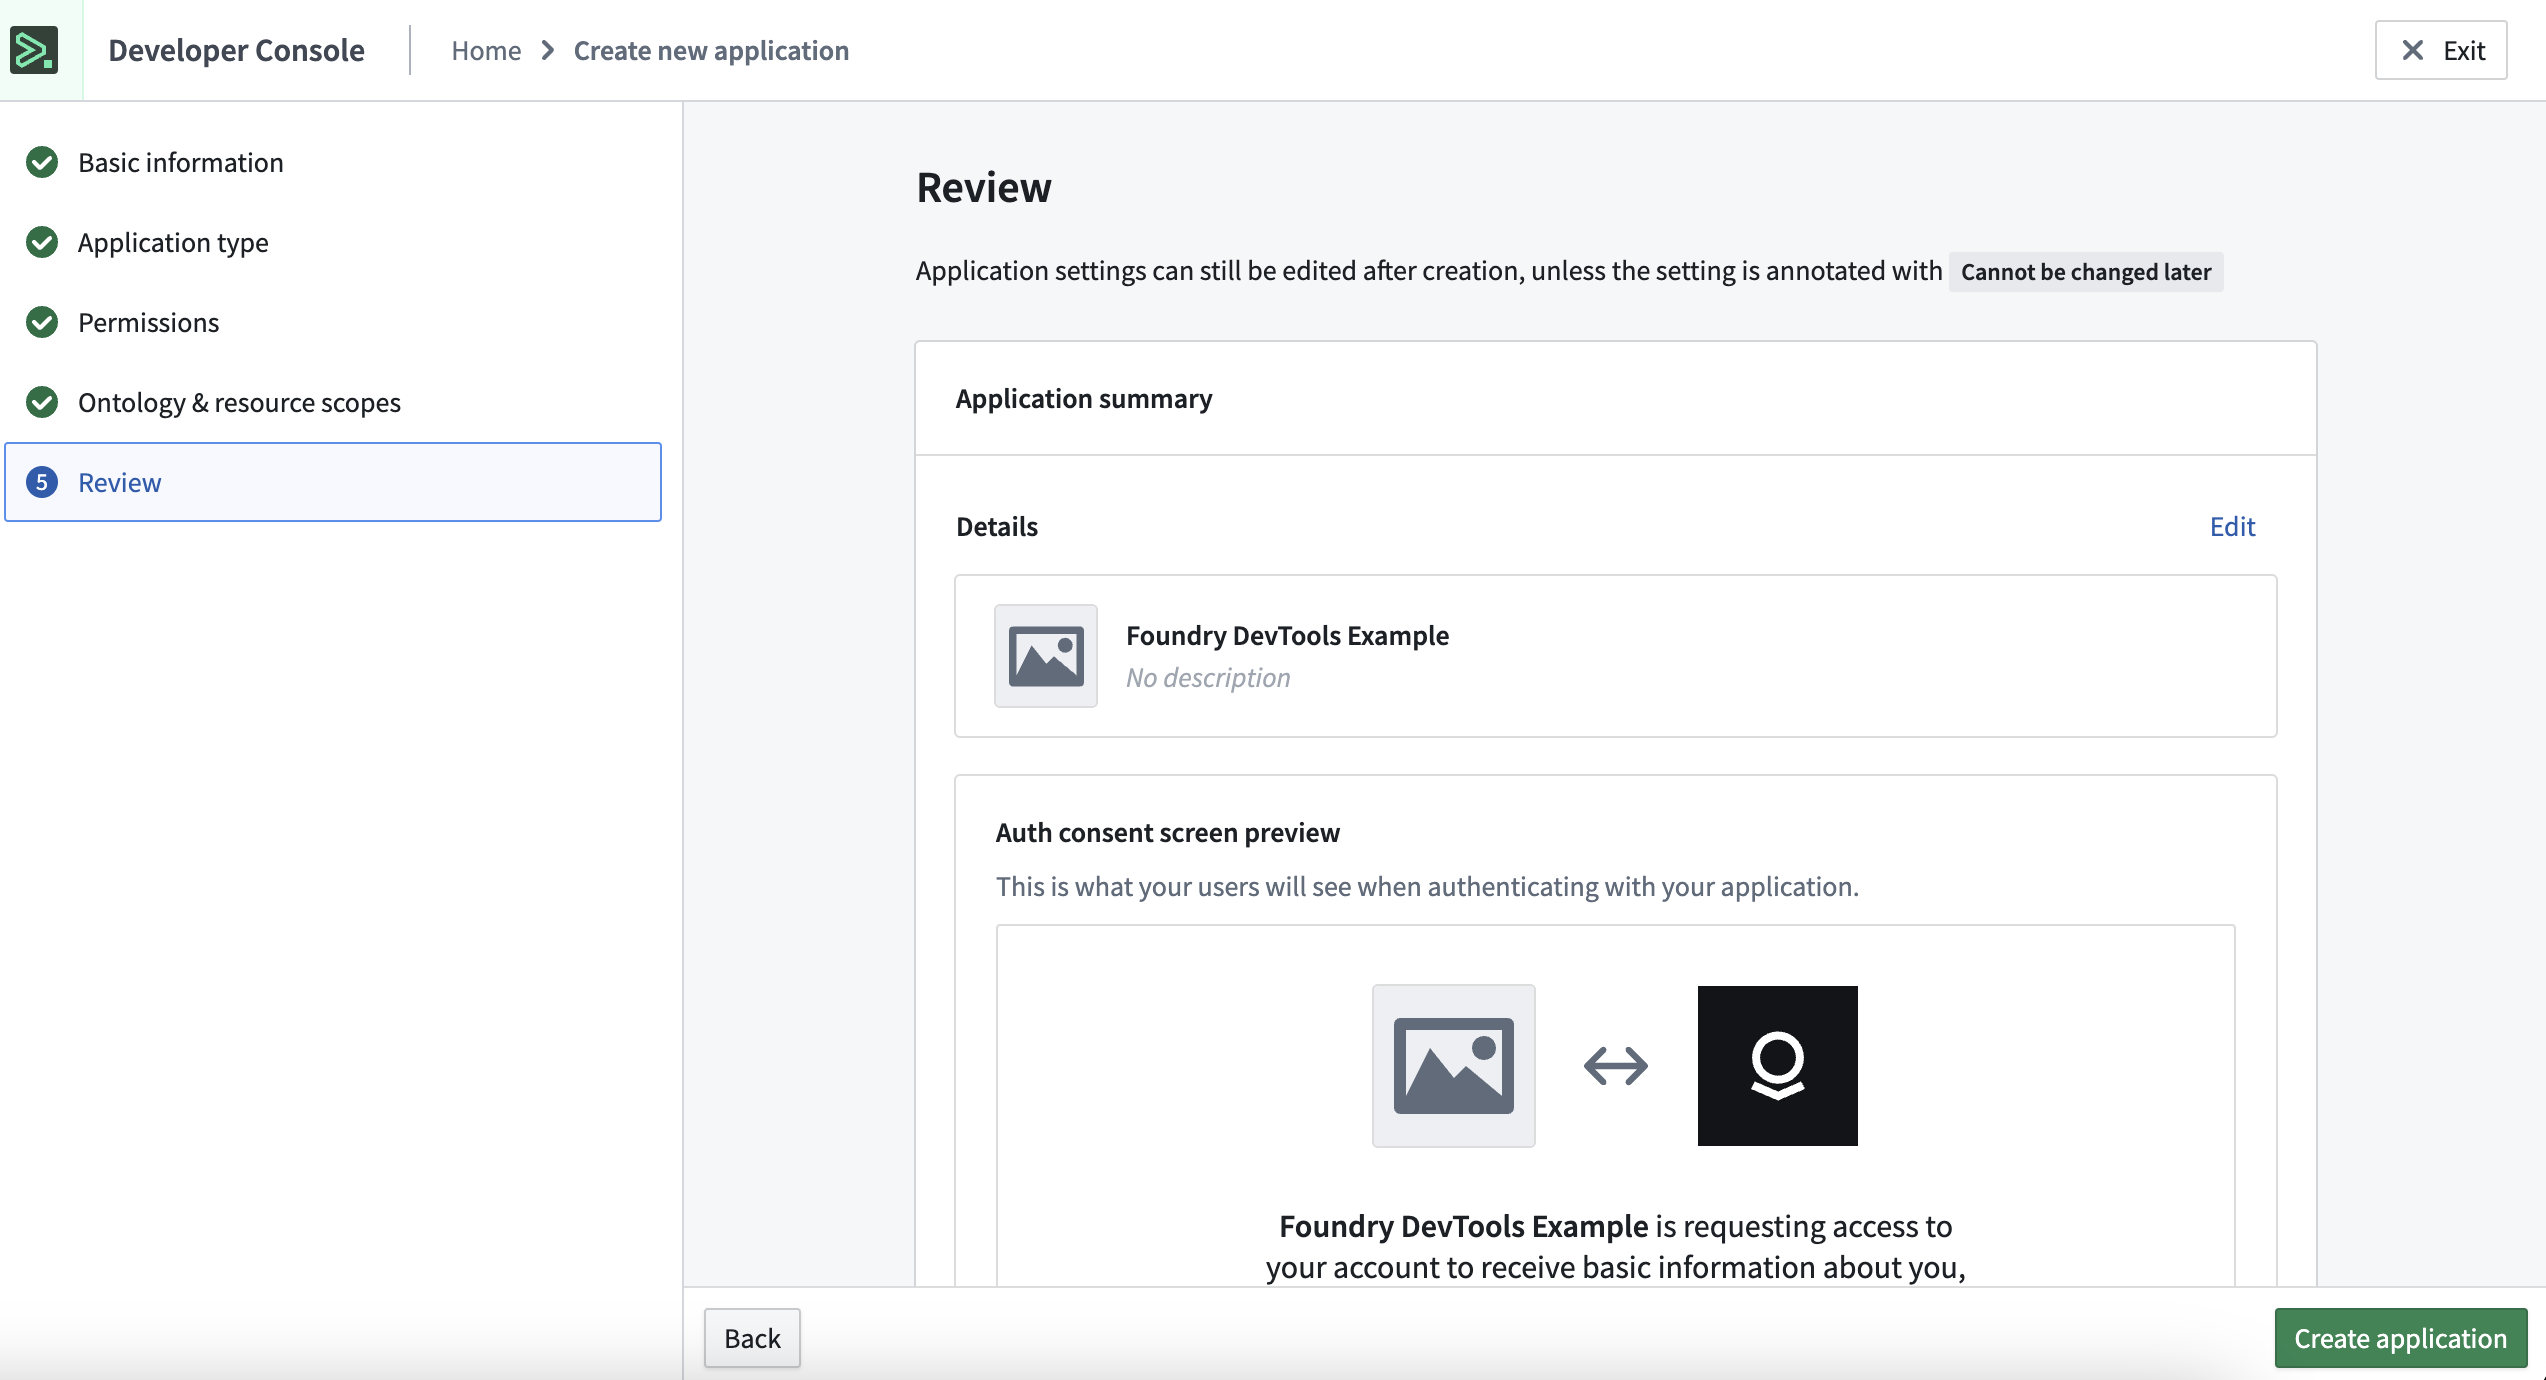 Developer Console
Home > Create new application
Exit
Basic information
Application type
Permissions
Ontology & resource scopes
5 Review
Review
Application settings can still be edited after creation, unless the setting is annotated with Cannot be changed later
Application summary
Details
Edit
Foundry DevTools Example
No description
Auth consent screen preview
This is what your users will see when authenticating with your application.
Foundry DevTools Example is requesting access to
your account to receive basic information about you,
Back
Create application